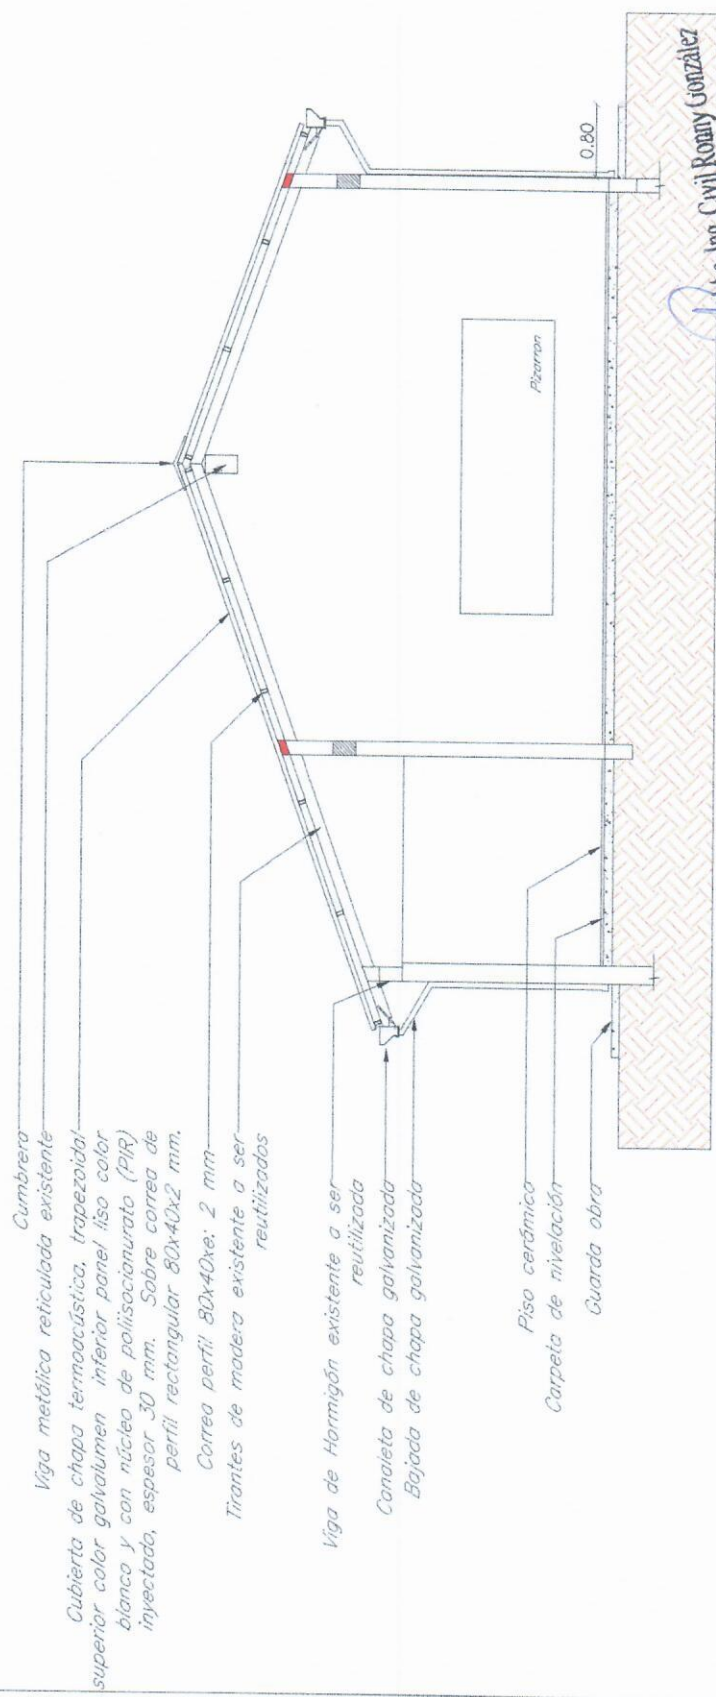 Cumbrera
Viga metálica reticulada existente
Cubierta de chapa termoacústica, trapezoidal
superior color galvalumen inferior panel liso color
blanco y con núcleo de poliisocianurato (PIR)
inyectado, espesor 30 mm. Sobre correa de
perfil rectangular 80x40x2 mm.
Correa perfil 80x40xe: 2 mm
Tirantes de madera existente a ser
reutilizados
Viga de Hormigón existente a ser
reutilizada
Canaleta de chapa galvanizada
Bajada de chapa galvanizada
Piso cerámico
Carpeta de nivelación
Guarda obra
Pizarron
0.80
Ing. Civil Ronny González